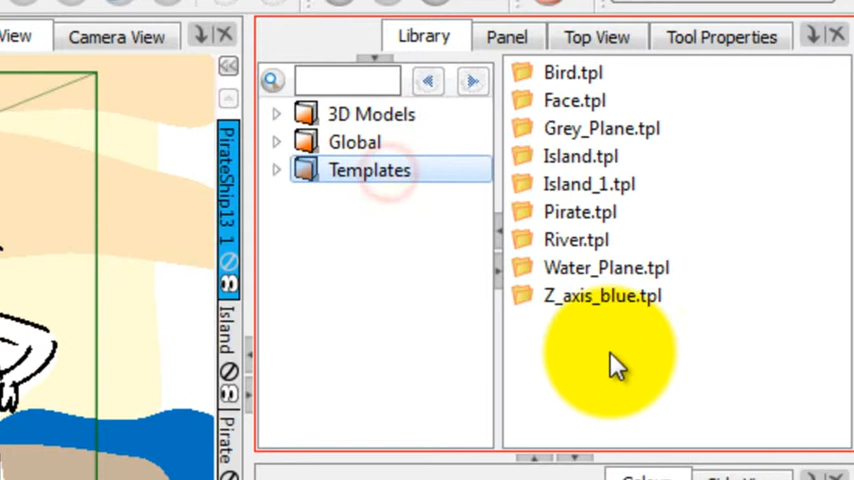 View
Camera View
Library
Panel
Top View
Tool Properties
3D Models
Global
Templates
Bird.tpl
Face.tpl
Grey_Plane.tpl
Island.tpl
Island_1.tpl
Pirate.tpl
River.tpl
Water_Plane.tpl
Z_axis_blue.tpl
PirateShip13_1
Island
Pirate